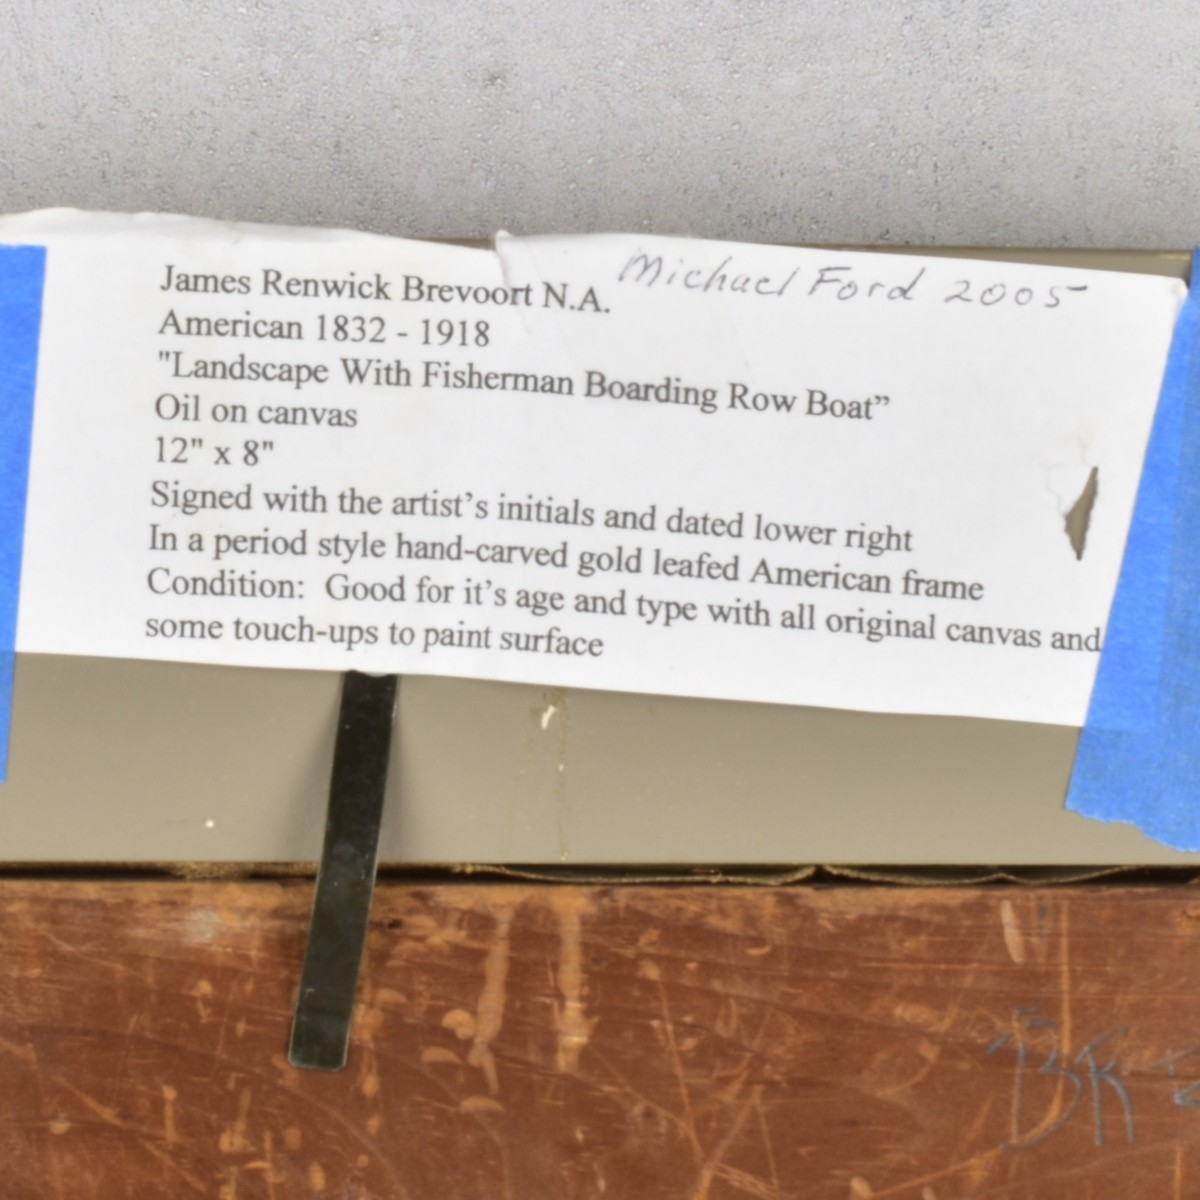 James Renwick Brevoort N.A.
Michael Ford 2005
American 1832 - 1918
"Landscape With Fisherman Boarding Row Boat”
Oil on canvas
12" x 8"
Signed with the artist’s initials and dated lower right
In a period style hand-carved gold leafed American frame
Condition:  Good for it’s age and type with all original canvas and
some touch-ups to paint surface
BK